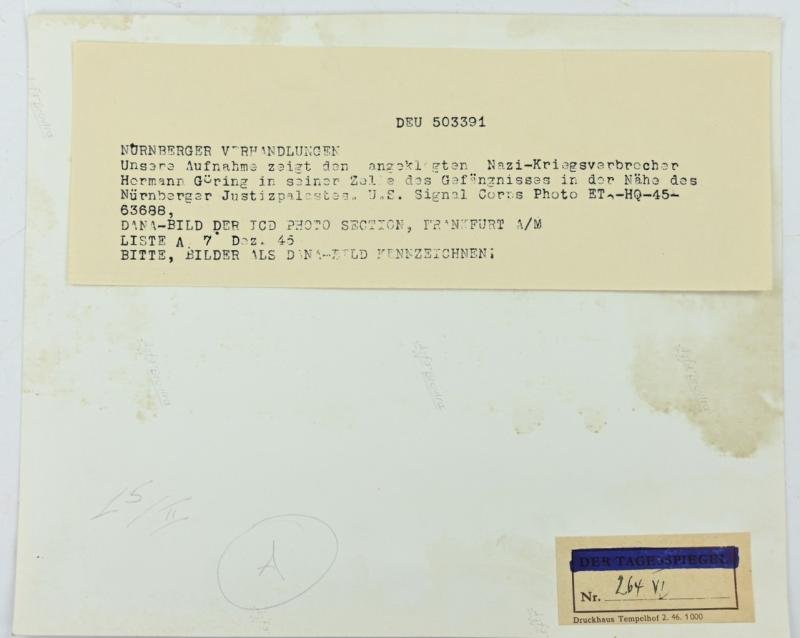 DEU 503391
NÜRNBERGER VERHANDLUNGEN
Unsere Aufnahme zeigt den angeklagten Nazi-Kriegsverbrecher
Hermann Göring in seiner Zelle des Gefängnisses in der Nähe des
Nürnberger Justizpalastes. U.S. Signal Corps Photo ET-HQ-45-
63688,
DANA-BILD DER ICD PHOTO SECTION, FRANKFURT A/M
LISTE A 7. Dez. 45
BITTE, BILDER ALS DANA-BILD KENNZEICHNEN!
A
DER TAGESSPIEGEL
Nr. 264 VI
Druckhaus Tempelhof 2. 46. 1000